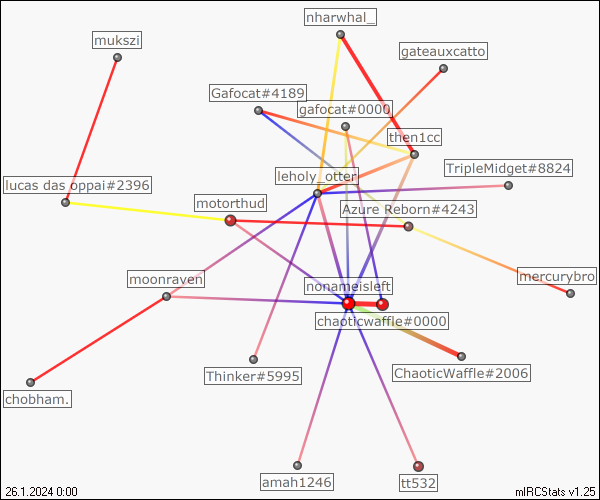 nharwhal_
mukszi
gateauxcatto
Gafocat#4189
gafocat#0000
then1cc
TripleMidget#8824
leholy_otter
lucas das oppai#2396
motorthud
Azure Reborn#4243
moonraven
nonameisleft
mercurybro
chaoticwaffle#0000
Thinker#5995
ChaoticWaffle#2006
chobham.
amah1246
tt532
26.1.2024 0:00
mIRCStats v1.25